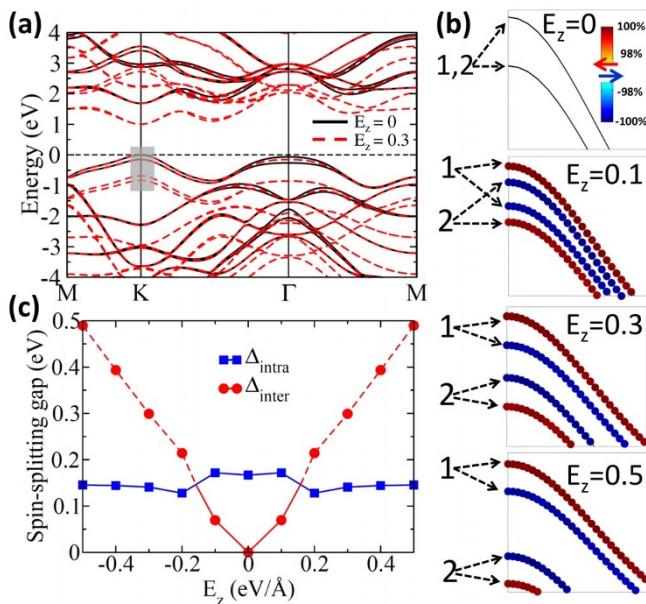 (a)
4
3
2
1
0
-1
-2
-3
-4
Energy (eV)
E_z = 0
E_z = 0.3
M K Γ M
(b)
E_z=0
100%
98%
-98%
-100%
1,2
E_z=0.1
1
2
E_z=0.3
1
2
E_z=0.5
1
2
(c)
0.5
0.4
0.3
0.2
0.1
0
Spin-splitting gap (eV)
Δ_intra
Δ_inter
-0.4 -0.2 0 0.2 0.4
E_z (eV/Å)